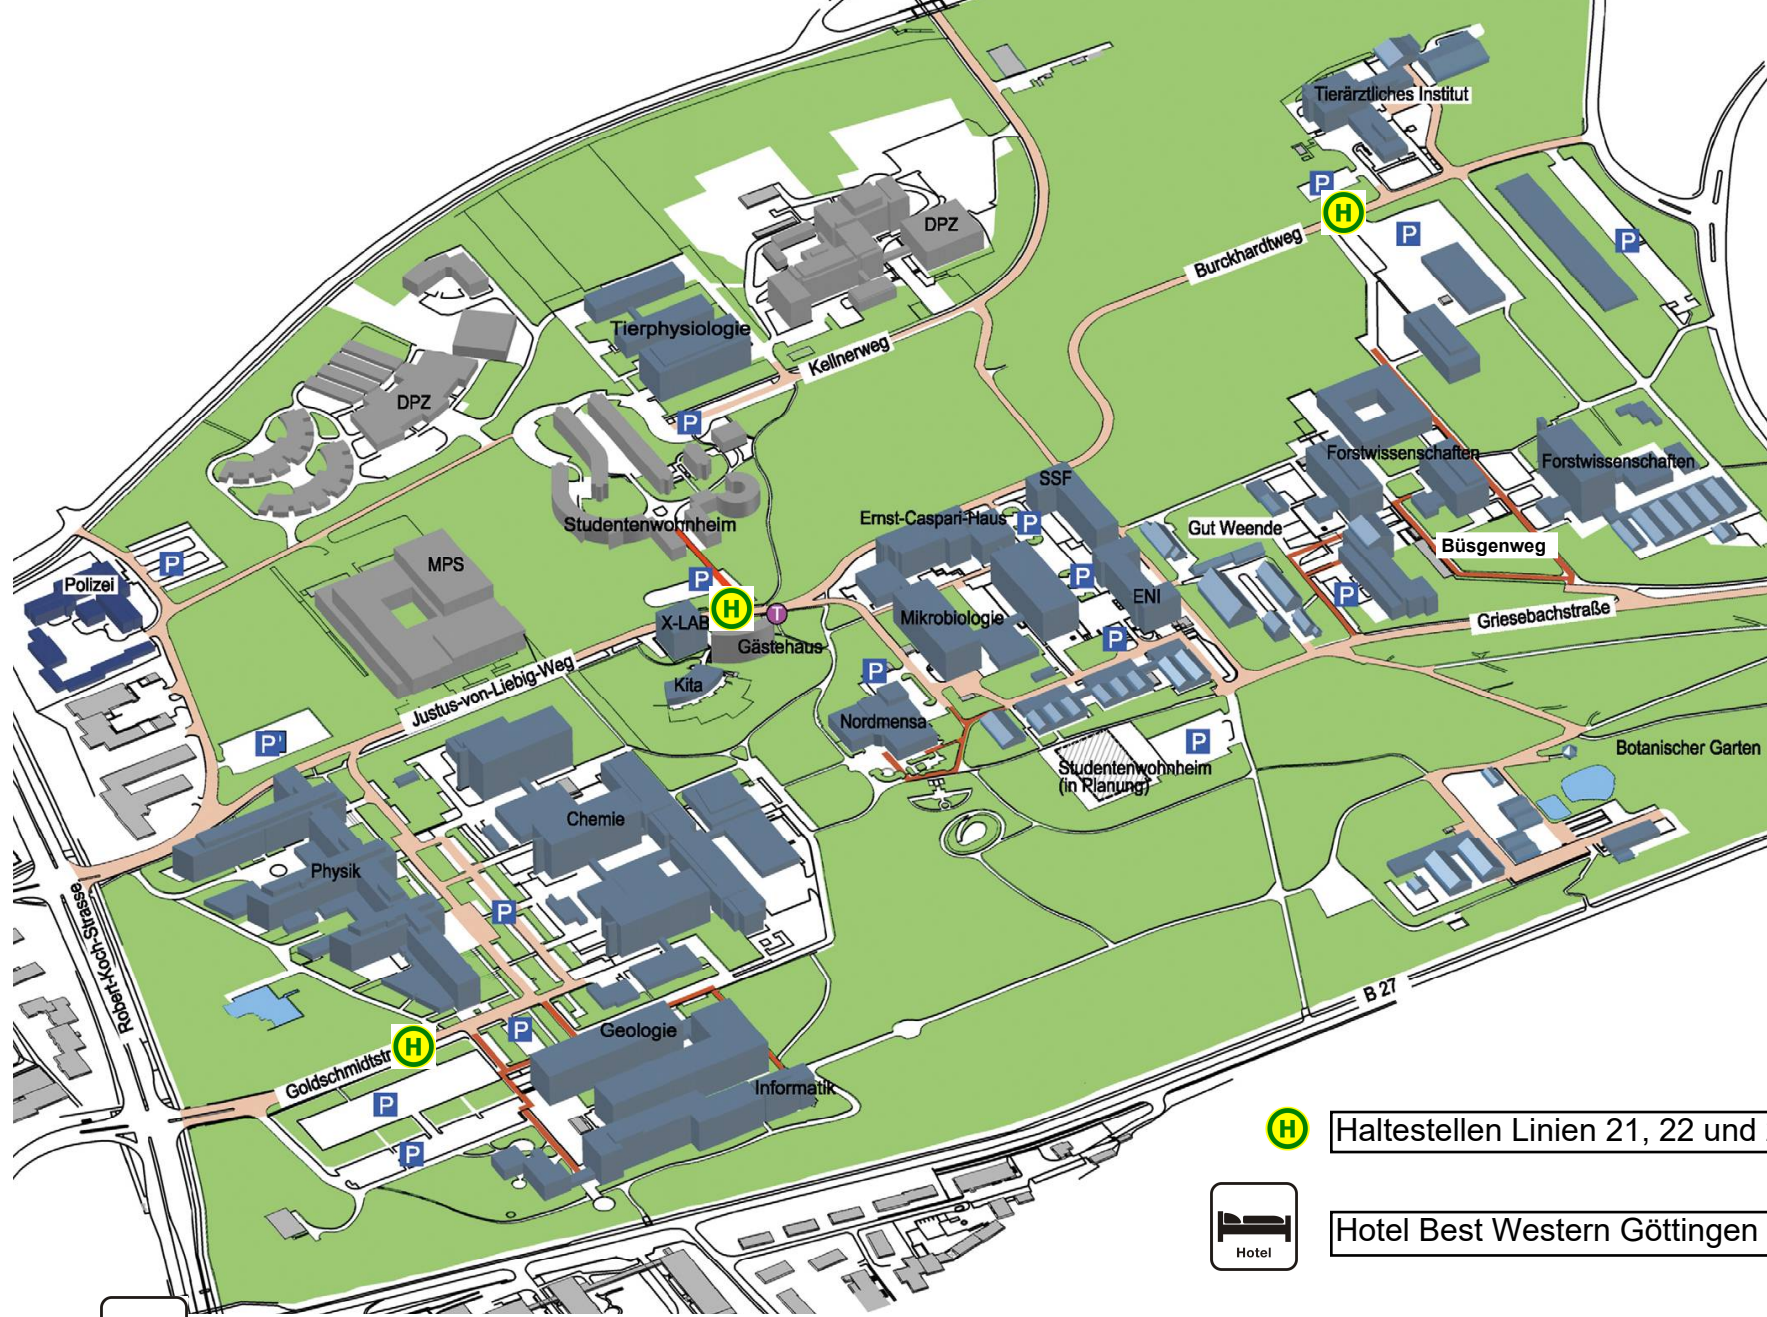 Tierärztliches Institut
P
H
P
P
DPZ
Burckhardtweg
Tierphysiologie
Kellnerweg
DPZ
P
Forstwissenschaften
Forstwissenschaften
SSF
Ernst-Caspari-Haus
P
Studentenwohnheim
Gut Weende
Büsgenweg
MPS
P
Polizei
P
P
ENI
P
H
T
X-LAB
Mikrobiologie
Griesebachstraße
Gästehaus
P
P
Kita
Justus-von-Liebig-Weg
Nordmensa
P'
P
Botanischer Garten
Studentenwohnheim
(in Planung)
Chemie
Physik
P
Robert-Koch-Strasse
B 27
P
Geologie
H
Goldschmidtstr
Informatik
P
P
H
Haltestellen Linien 21, 22 und
Hotel
Hotel Best Western Göttingen